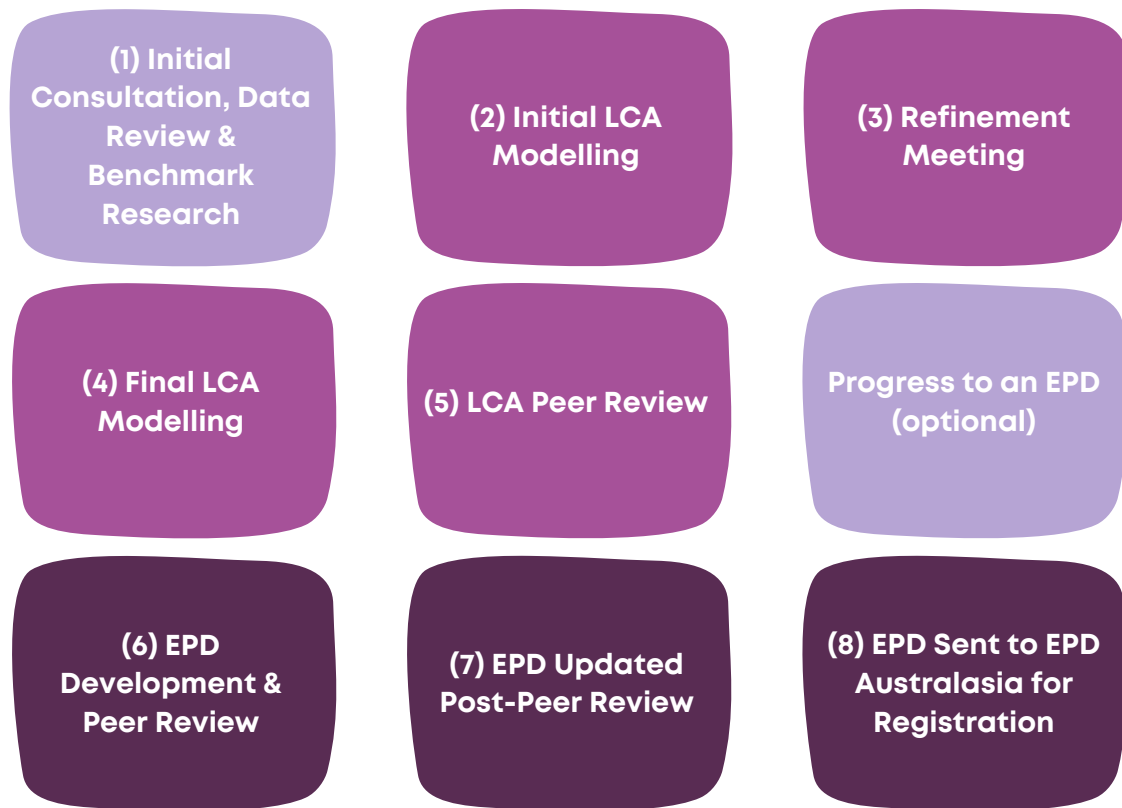 (1) Initial
Consultation, Data
Review &
Benchmark
Research
(2) Initial LCA
Modelling
(3) Refinement
Meeting
(4) Final LCA
Modelling
(5) LCA Peer Review
Progress to an EPD
(optional)
(6) EPD
Development &
Peer Review
(7) EPD Updated
Post-Peer Review
(8) EPD Sent to EPD
Australasia for
Registration